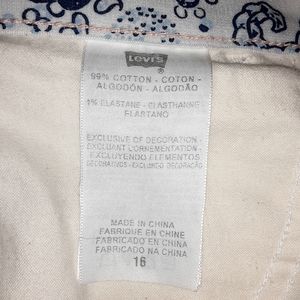 Levi's
®
99% COTTON - COTON -
ALGODÓN - ALGODÃO
1% ELASTANE - ELASTHANNE
ELASTANO
EXCLUSIVE OF DECORATION
EXCLUANT L'ORNEMENTATION -
EXCLUYENDO ELEMENTOS
DECORATIVOS - EXCLUINDO DECORAÇÃO
MADE IN CHINA
FABRIQUÉ EN CHINE
FABRICADO EN CHINA
FABRICADO NA CHINA
16